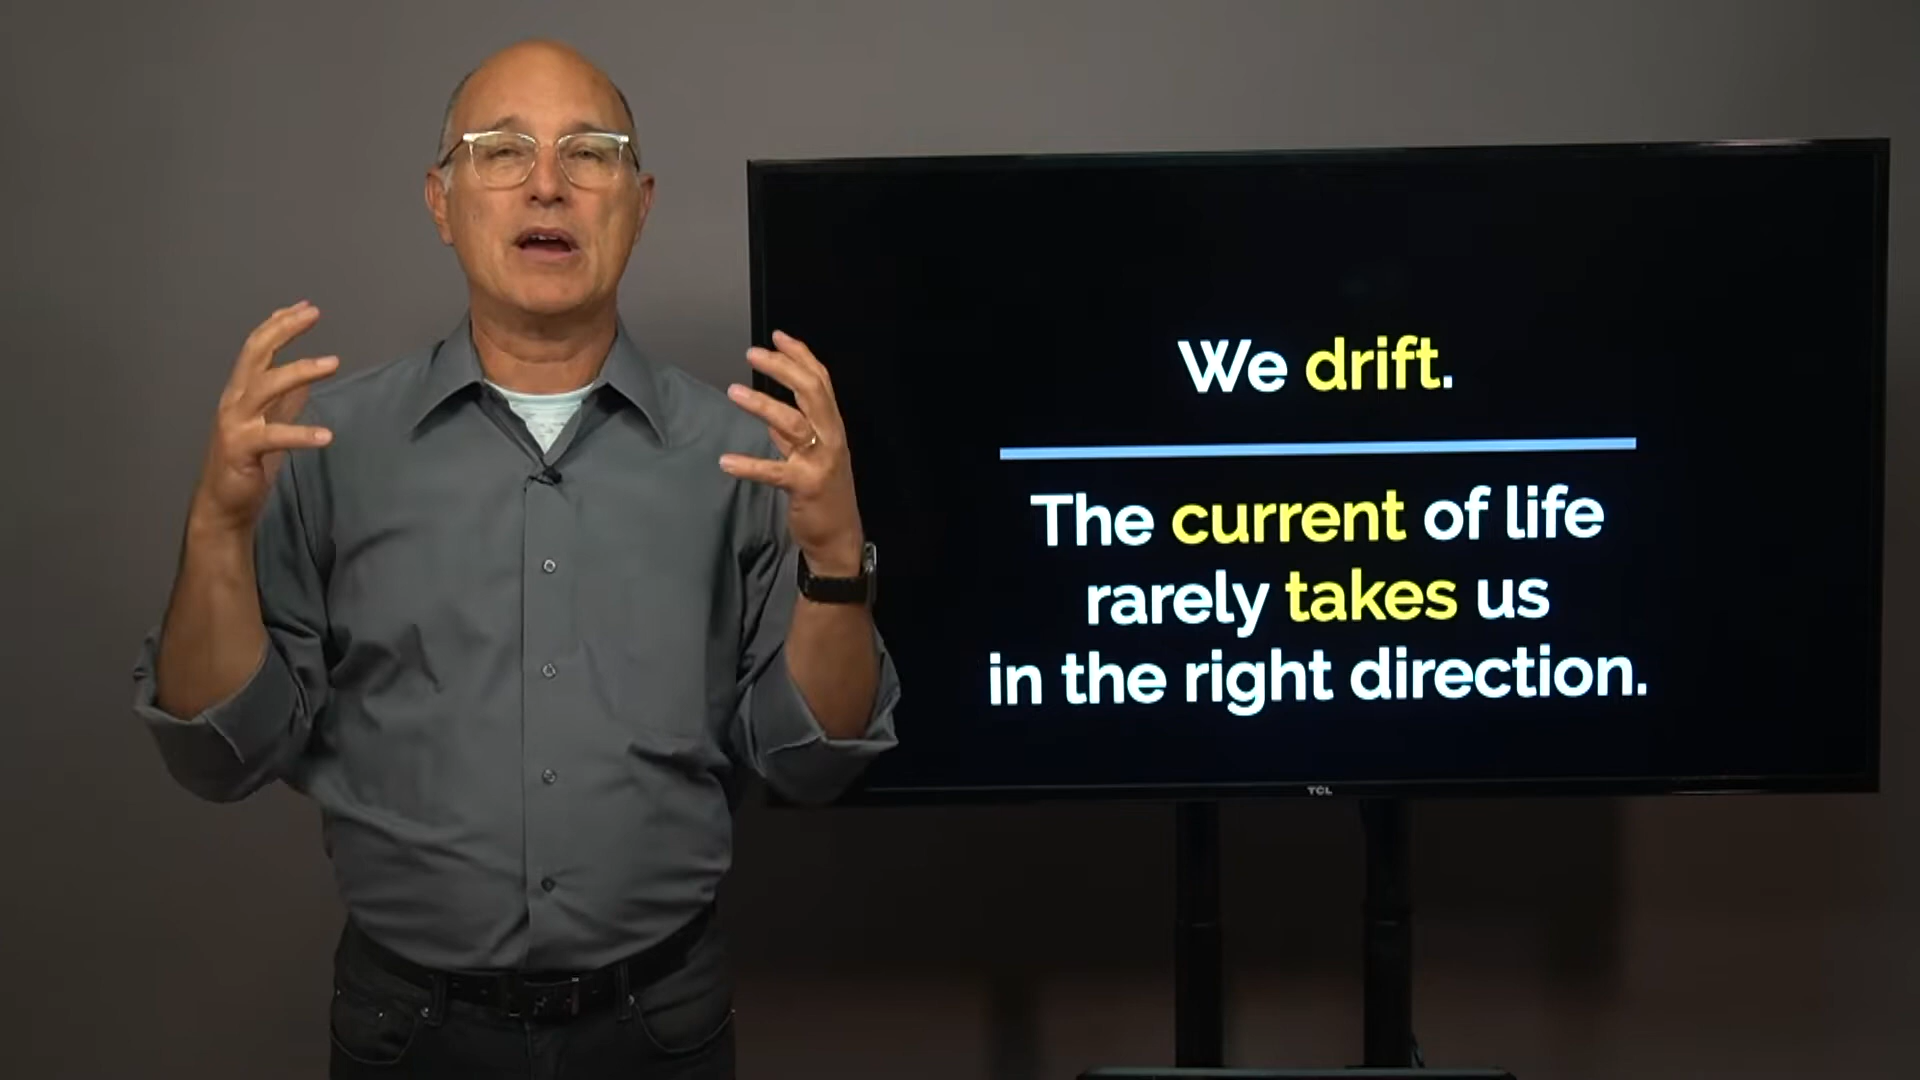 We drift.
The current of life
rarely takes us
in the right direction.
TCL